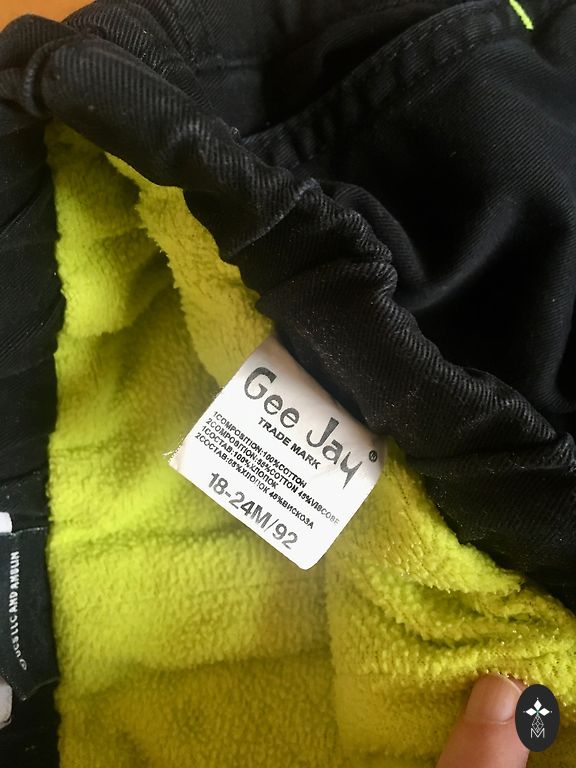 Gee Jay®
TRADE MARK
1COMPOSITION:100%COTTON
2COMPOSITION:55%COTTON 45%VISCOSE
1СОСТАВ:100%ХЛОПОК
2СОСТАВ:55%ХЛОПОК 45%ВИСКОЗА
18-24M/92
M